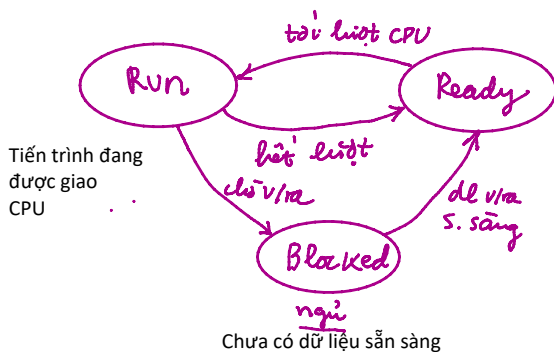 tới lượt CPU
Run
Ready
hết lượt
Tiến trình đang
được giao
CPU
chờ v/ra
dl v/ra
s. sàng
Blocked
ngủ
Chưa có dữ liệu sẵn sàng